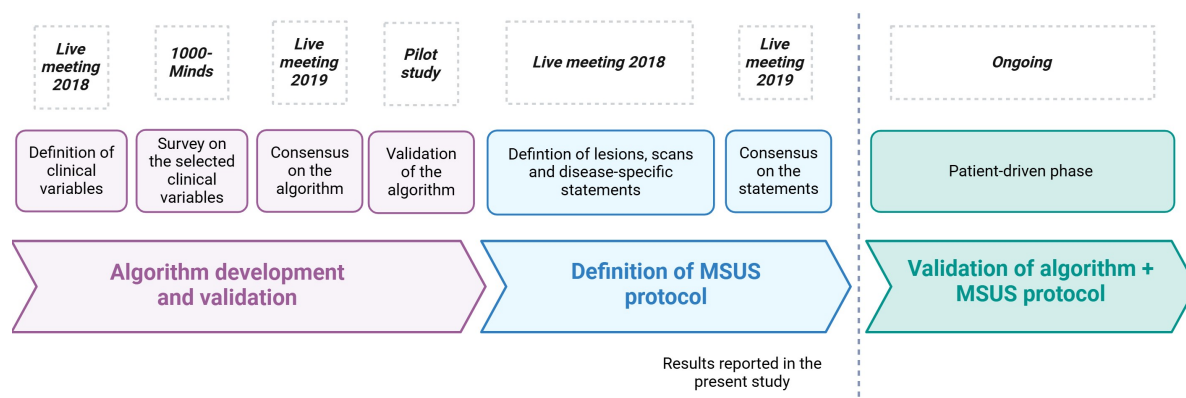 Live
meeting
2018
1000-
Minds
Live
meeting
2019
Pilot
study
Live meeting 2018
Live
meeting
2019
Ongoing
Definition of
clinical
variables
Survey on
the selected
clinical
variables
Consensus
on the
algorithm
Validation
of the
algorithm
Defintion of lesions, scans
and disease-specific
statements
Consensus
on the
statements
Patient-driven phase
Algorithm development
and validation
Definition of MSUS
protocol
Validation of algorithm +
MSUS protocol
Results reported in the
present study